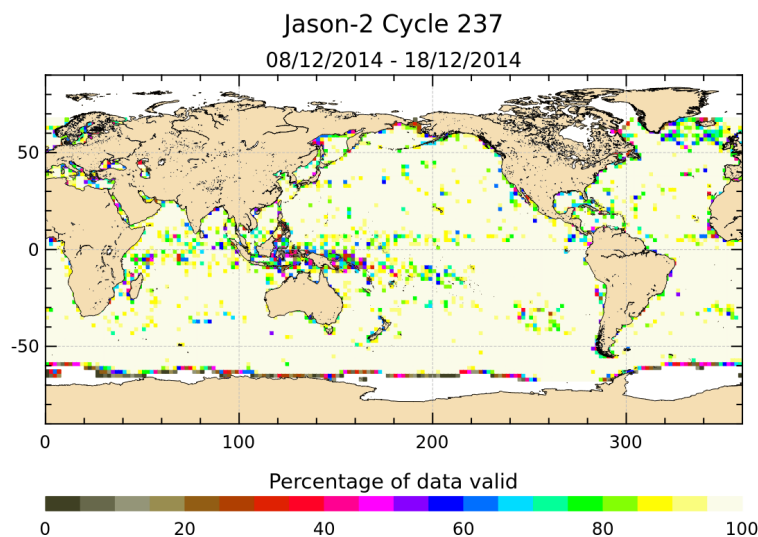 Jason-2 Cycle 237
08/12/2014 - 18/12/2014
50
0
-50
0 100 200 300
Percentage of data valid
0 20 40 60 80 100